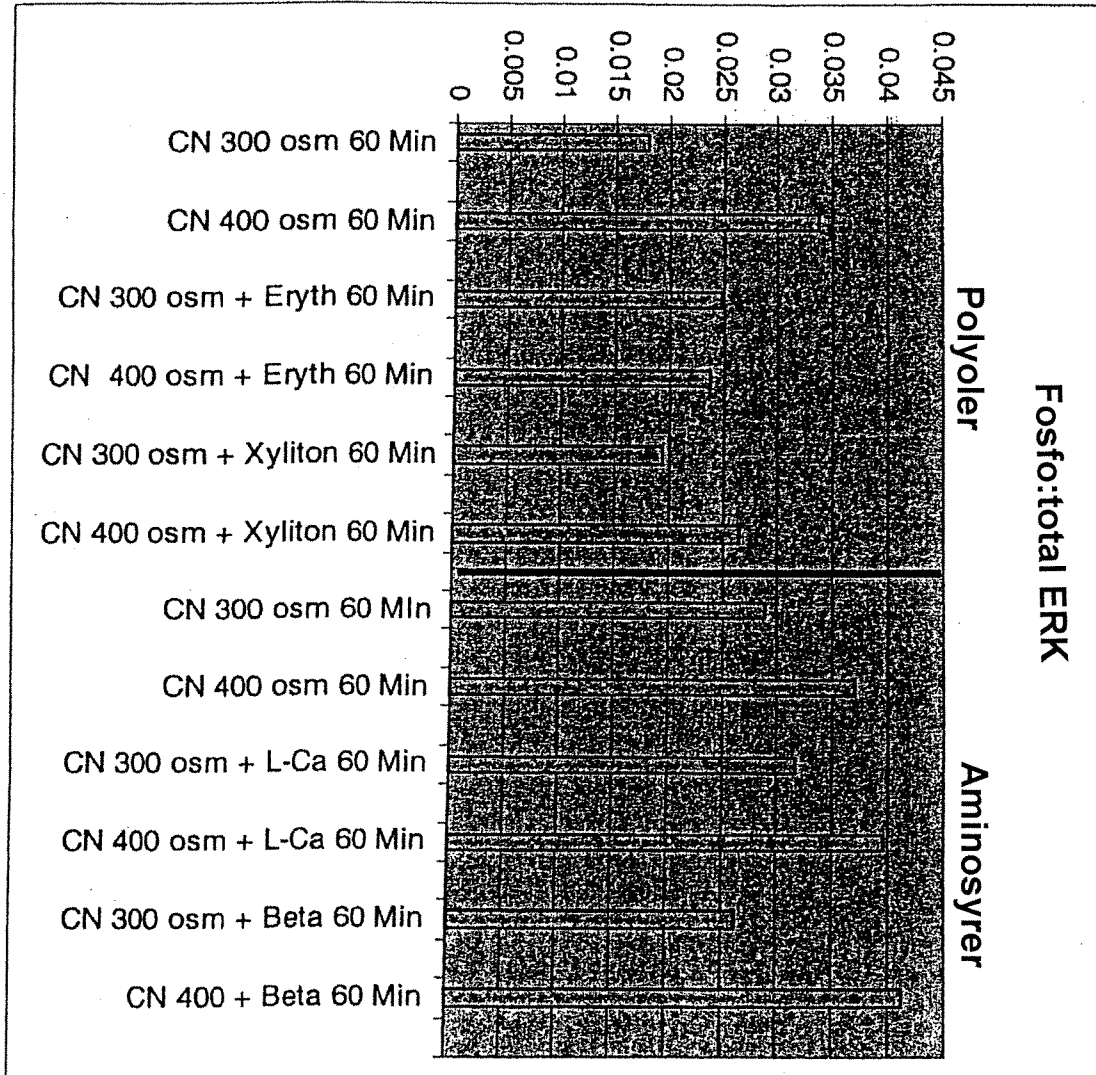 Fosfo:total ERK
Polyoler
Aminosyrer
0.045
0.04
0.035
0.03
0.025
0.02
0.015
0.01
0.005
0
CN 300 osm 60 Min
CN 400 osm 60 Min
CN 300 osm + Eryth 60 Min
CN 400 osm + Eryth 60 Min
CN 300 osm + Xyliton 60 Min
CN 400 osm + Xyliton 60 Min
CN 300 osm 60 MIn
CN 400 osm 60 Min
CN 300 osm + L-Ca 60 Min
CN 400 osm + L-Ca 60 Min
CN 300 osm + Beta 60 Min
CN 400 + Beta 60 Min